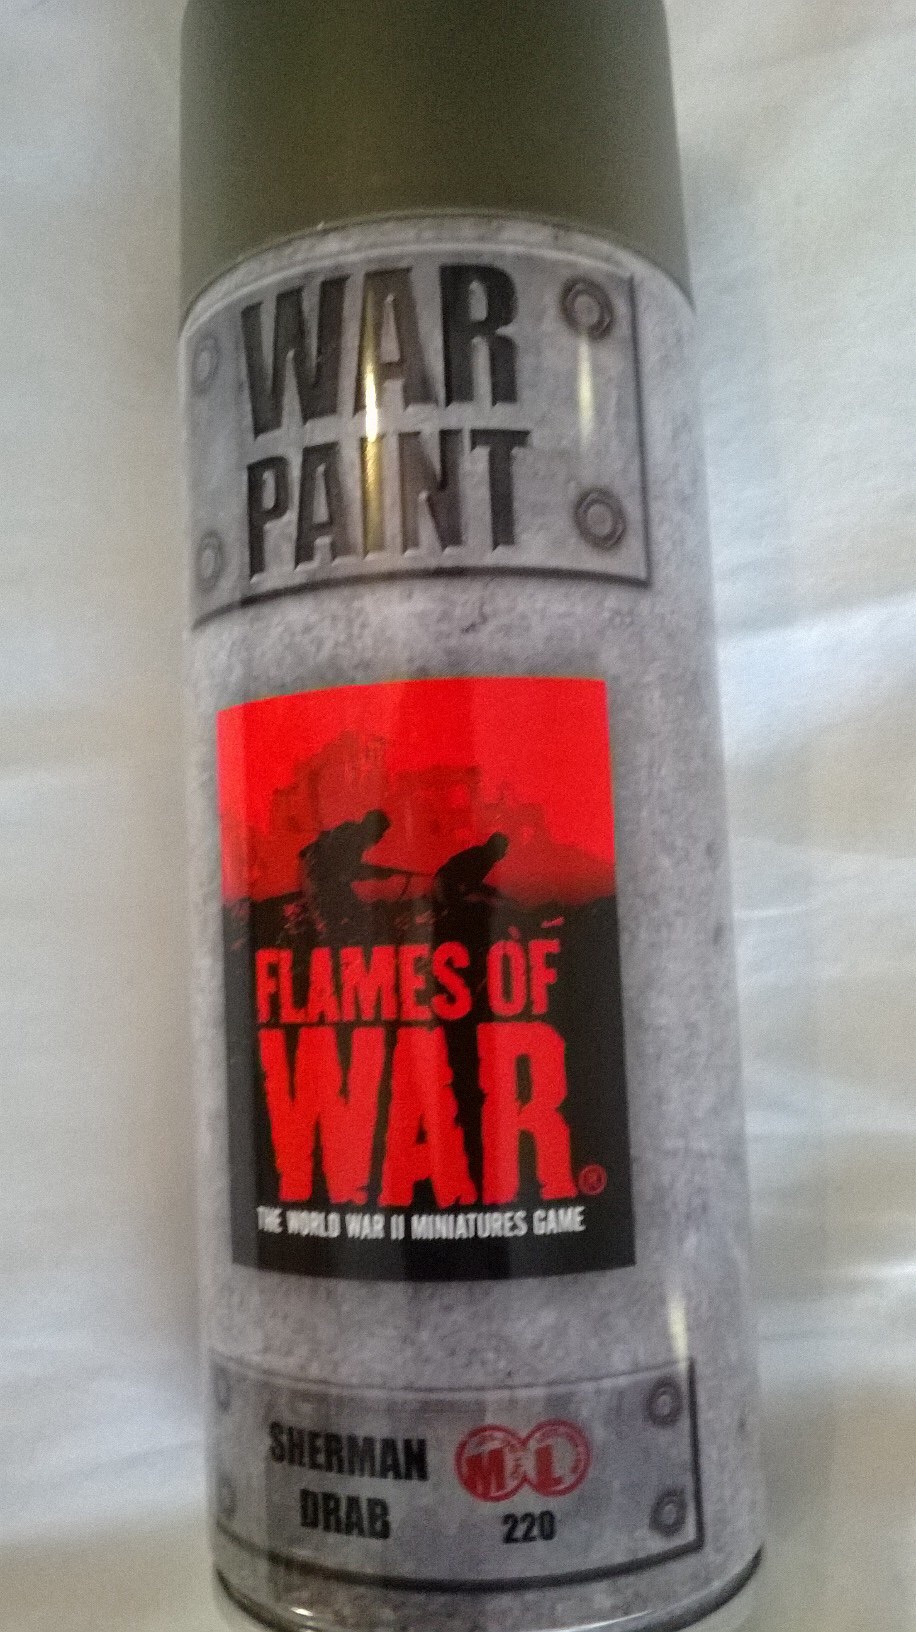 WAR
PAINT
FLAMES OF
WAR®
THE WORLD WAR II MINIATURES GAME
SHERMAN
DRAB
M L
220